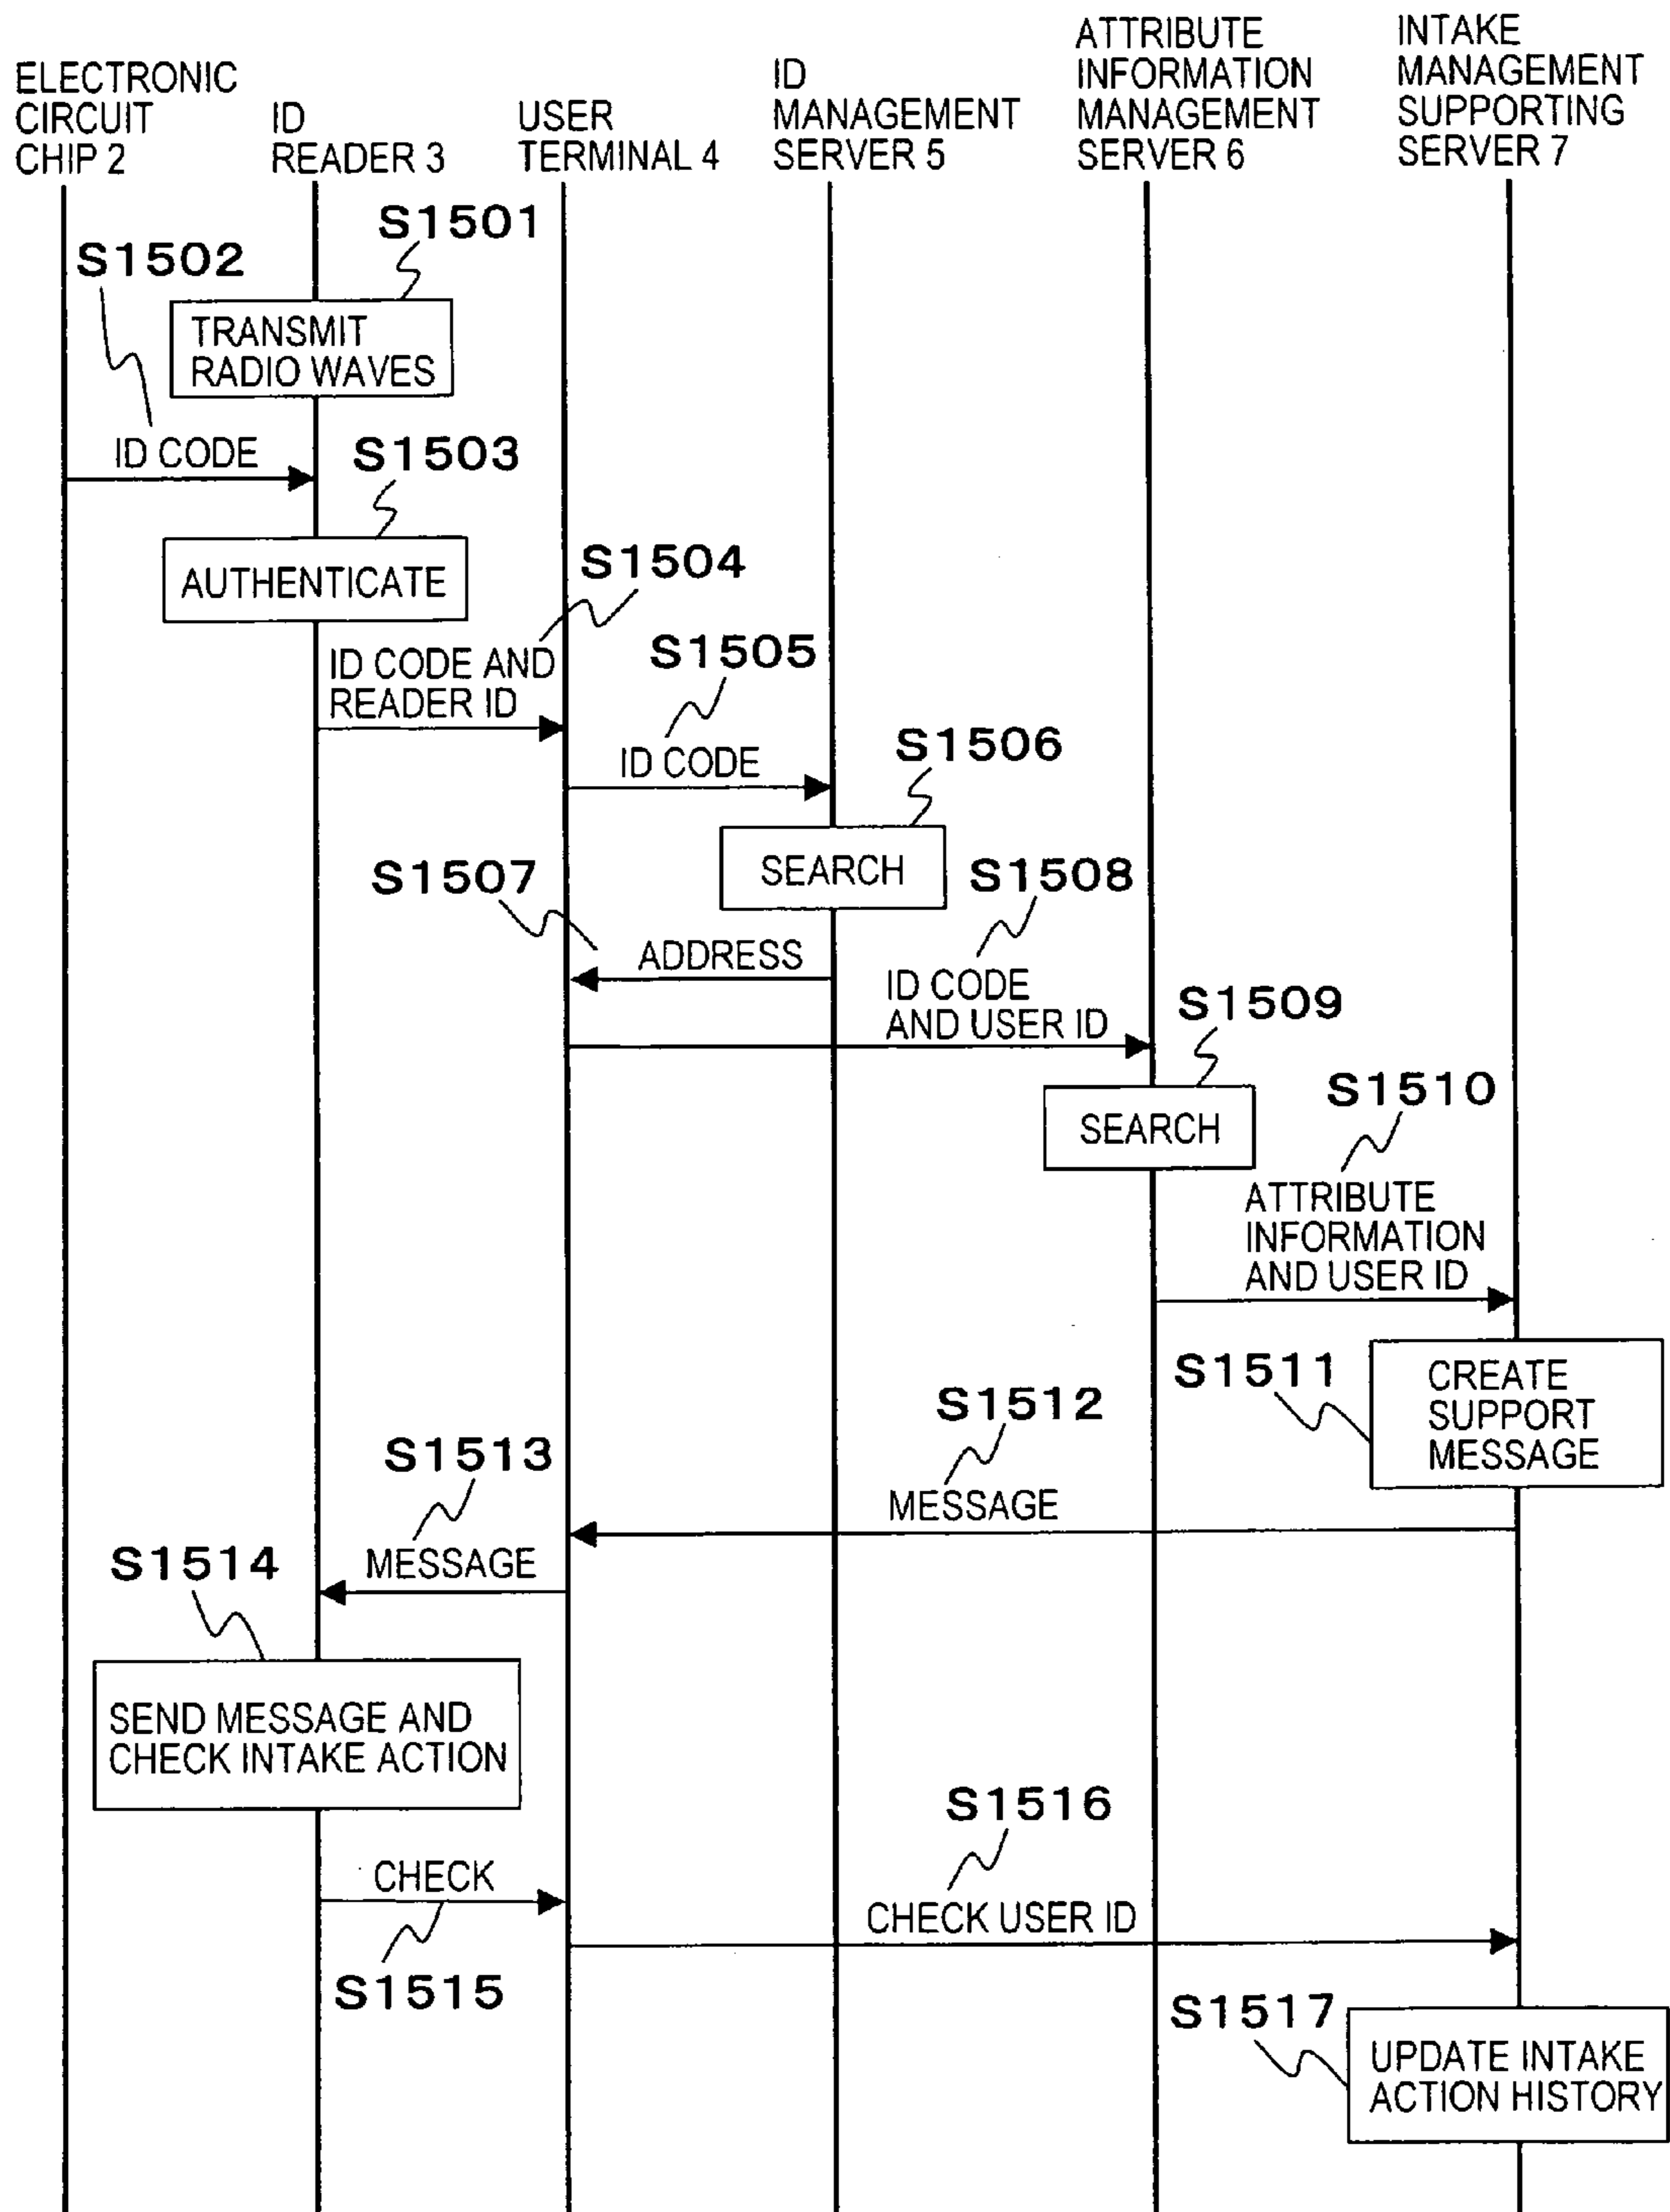 ELECTRONIC
CIRCUIT
CHIP 2
ID
READER 3
USER
TERMINAL 4
ID
MANAGEMENT
SERVER 5
ATTRIBUTE
INFORMATION
MANAGEMENT
SERVER 6
INTAKE
MANAGEMENT
SUPPORTING
SERVER 7
S1501
TRANSMIT
RADIO WAVES
S1502
ID CODE
S1503
AUTHENTICATE
S1504
ID CODE AND
READER ID
S1505
ID CODE
S1506
SEARCH
S1507
ADDRESS
S1508
ID CODE
AND USER ID
S1509
SEARCH
S1510
ATTRIBUTE
INFORMATION
AND USER ID
S1511
CREATE
SUPPORT
MESSAGE
S1512
MESSAGE
S1513
MESSAGE
S1514
SEND MESSAGE AND
CHECK INTAKE ACTION
CHECK
S1515
S1516
CHECK USER ID
S1517
UPDATE INTAKE
ACTION HISTORY